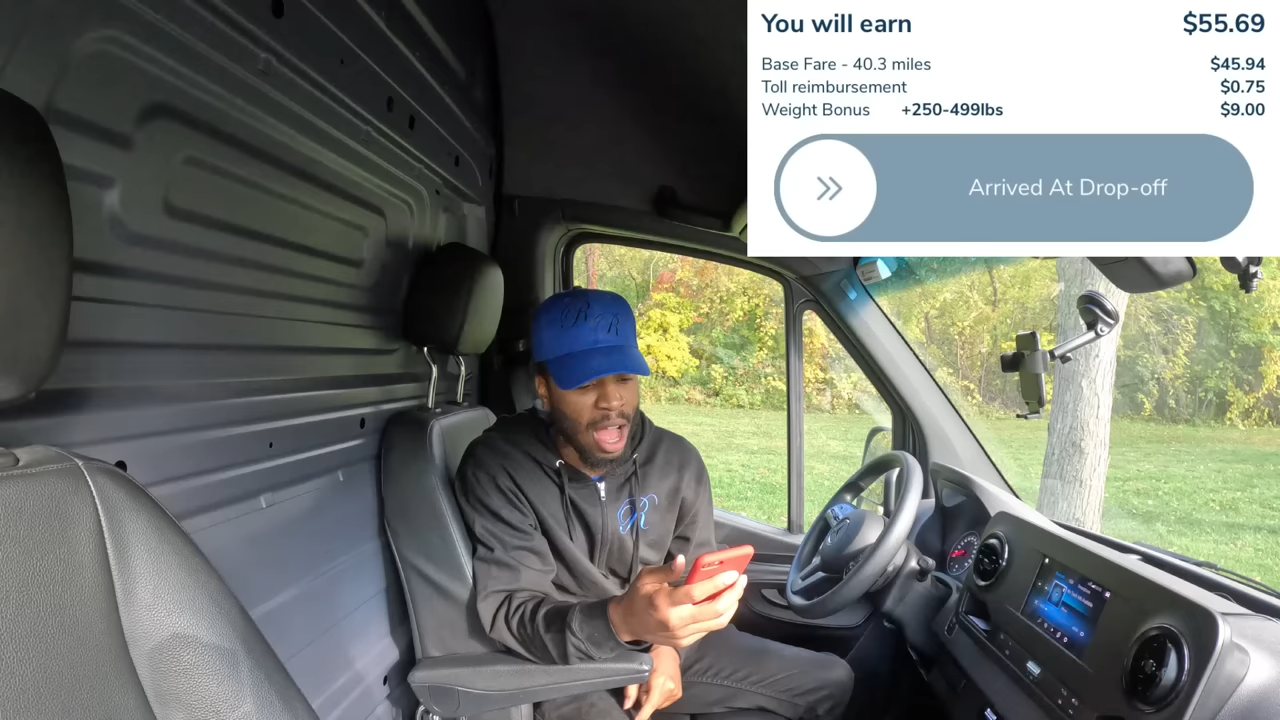 You will earn $55.69
Base Fare - 40.3 miles $45.94
Toll reimbursement $0.75
Weight Bonus +250-499lbs $9.00
Arrived At Drop-off
RR
R